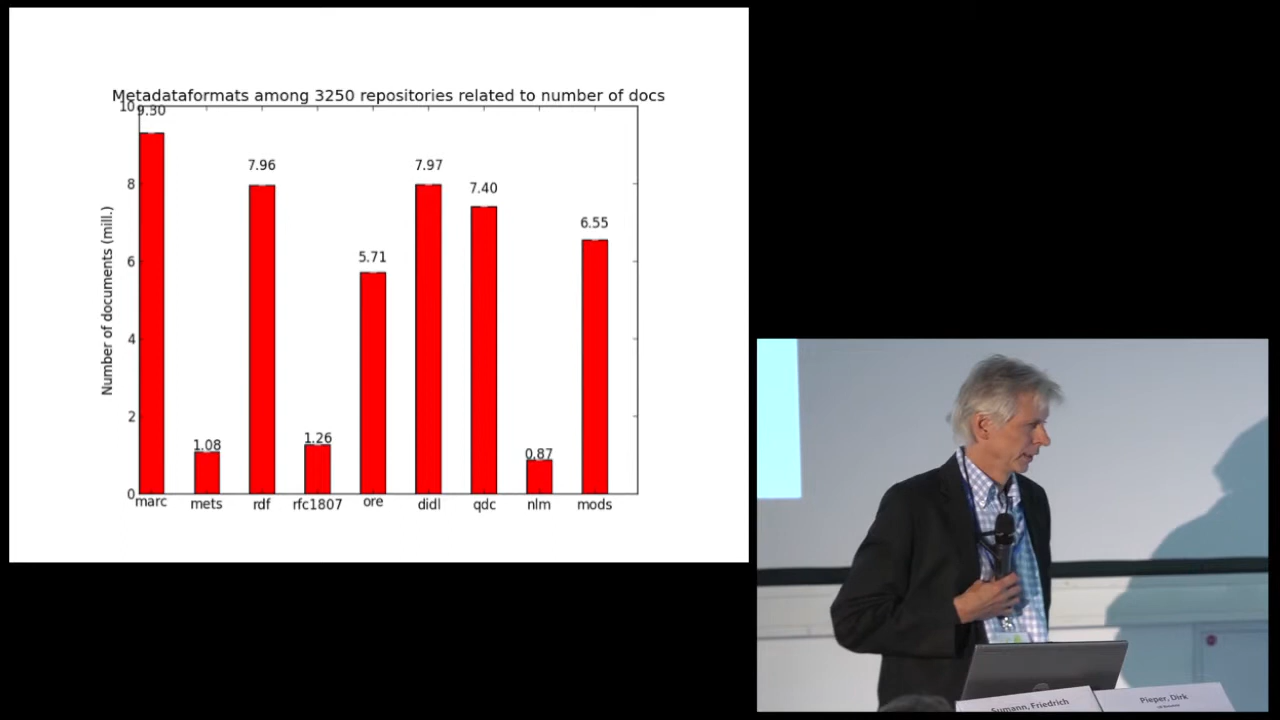 Metadataformats among 3250 repositories related to number of docs
Number of documents (mill.)
10
8
6
4
2
0
9.30
1.08
7.96
1.26
5.71
7.97
7.40
0.87
6.55
marc
mets
rdf
rfc1807
ore
didl
qdc
nlm
mods
Summann, Friedrich
Pieper, Dirk